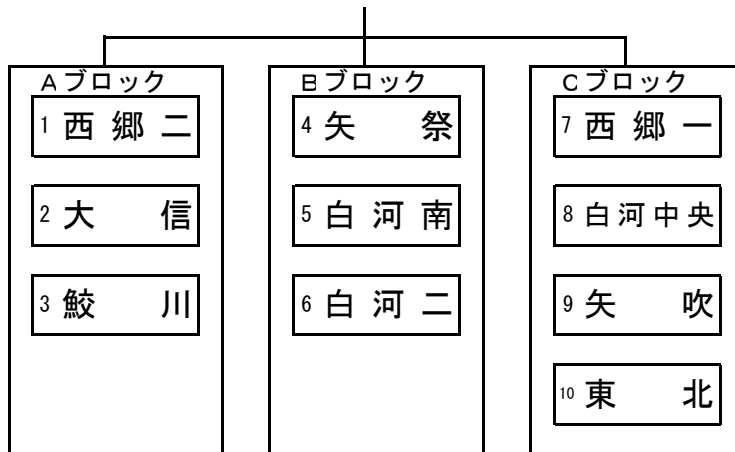 Aブロック
1 西郷二
2 大信
3 鮫川
Bブロック
4 矢祭
5 白河南
6 白河二
Cブロック
7 西郷一
8 白河中央
9 矢吹
10 東北